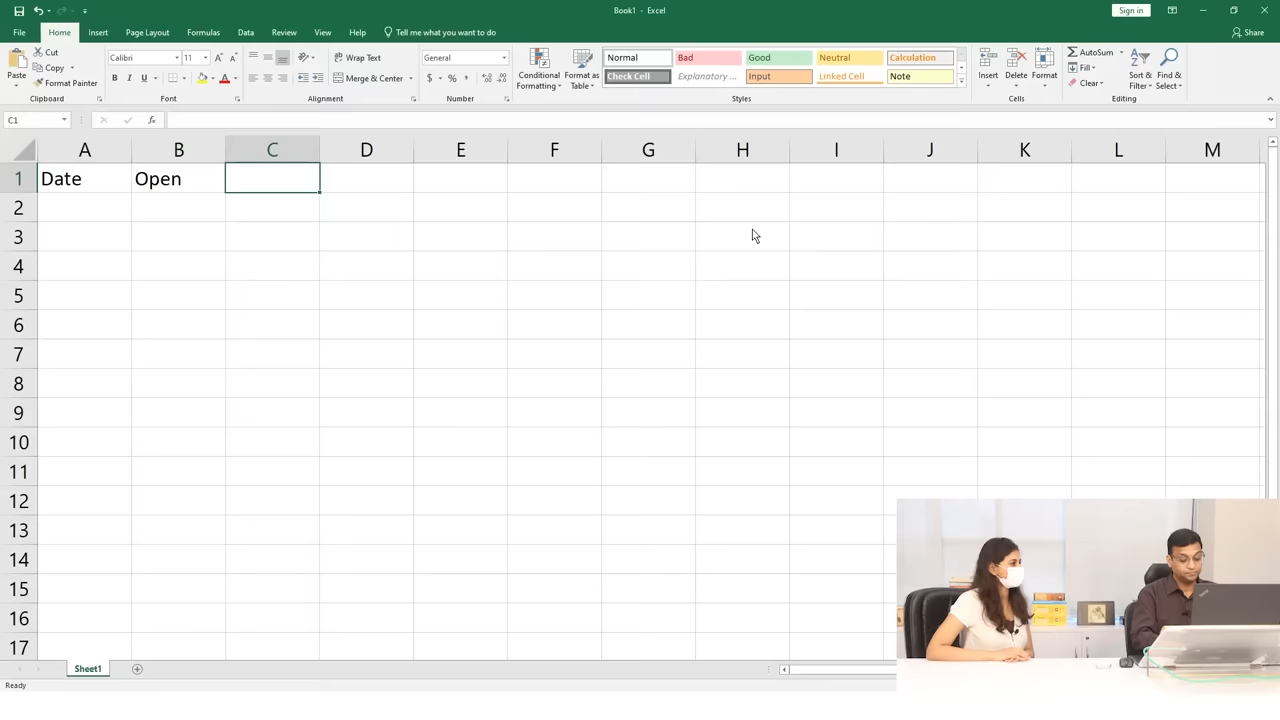 Book1 - Excel
Sign in
File Home Insert Page Layout Formulas Data Review View Help Tell me what you want to do Share
Paste
Cut
Copy
Format Painter
Clipboard
Calibri 11
B I U
Font
Wrap Text
Merge & Center
Alignment
General
Number
Conditional Formatting
Format as Table
Normal Bad Good Neutral Calculation
Check Cell Explanatory ... Input Linked Cell Note
Styles
Insert Delete Format
Cells
AutoSum
Fill
Clear
Sort & Filter
Find & Select
Editing
C1 fx
A B C D E F G H I J K L M
1 Date Open
2
3
4
5
6
7
8
9
10
11
12
13
14
15
16
17
Sheet1
Ready